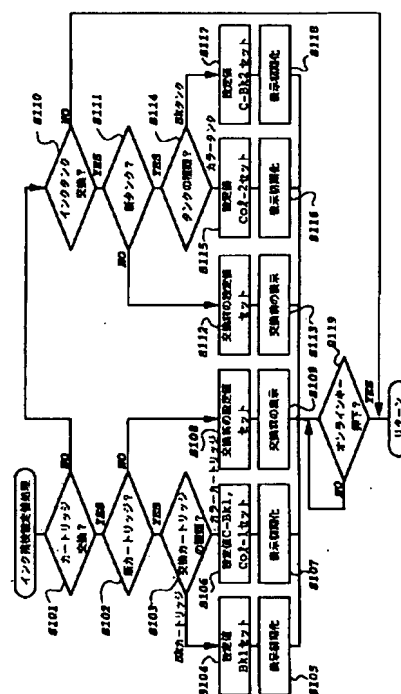 インク残検設定値処理
S101
カートリッジ
交換?
NO
YES
S102
新カートリッジ?
NO
YES
S103
交換カートリッジ
の種類?
Bkカートリッジ
カラーカートリッジ
S104
設定値
Bk1セット
S105
表示初期化
S106
設定値C-Bk1,
Col-1セット
S107
表示初期化
S108
交換前の設定値
セット
S109
交換前の表示
S110
インクタンク
交換?
NO
YES
S111
新タンク?
NO
YES
S112
交換前の設定値
セット
S113
交換前の表示
S114
タンクの種類?
Bkタンク
カラータンク
S115
設定値
Col-2セット
S116
表示初期化
S117
設定値
C-Bk2セット
S118
表示初期化
S119
オンラインキー
押下?
NO
YES
リターン